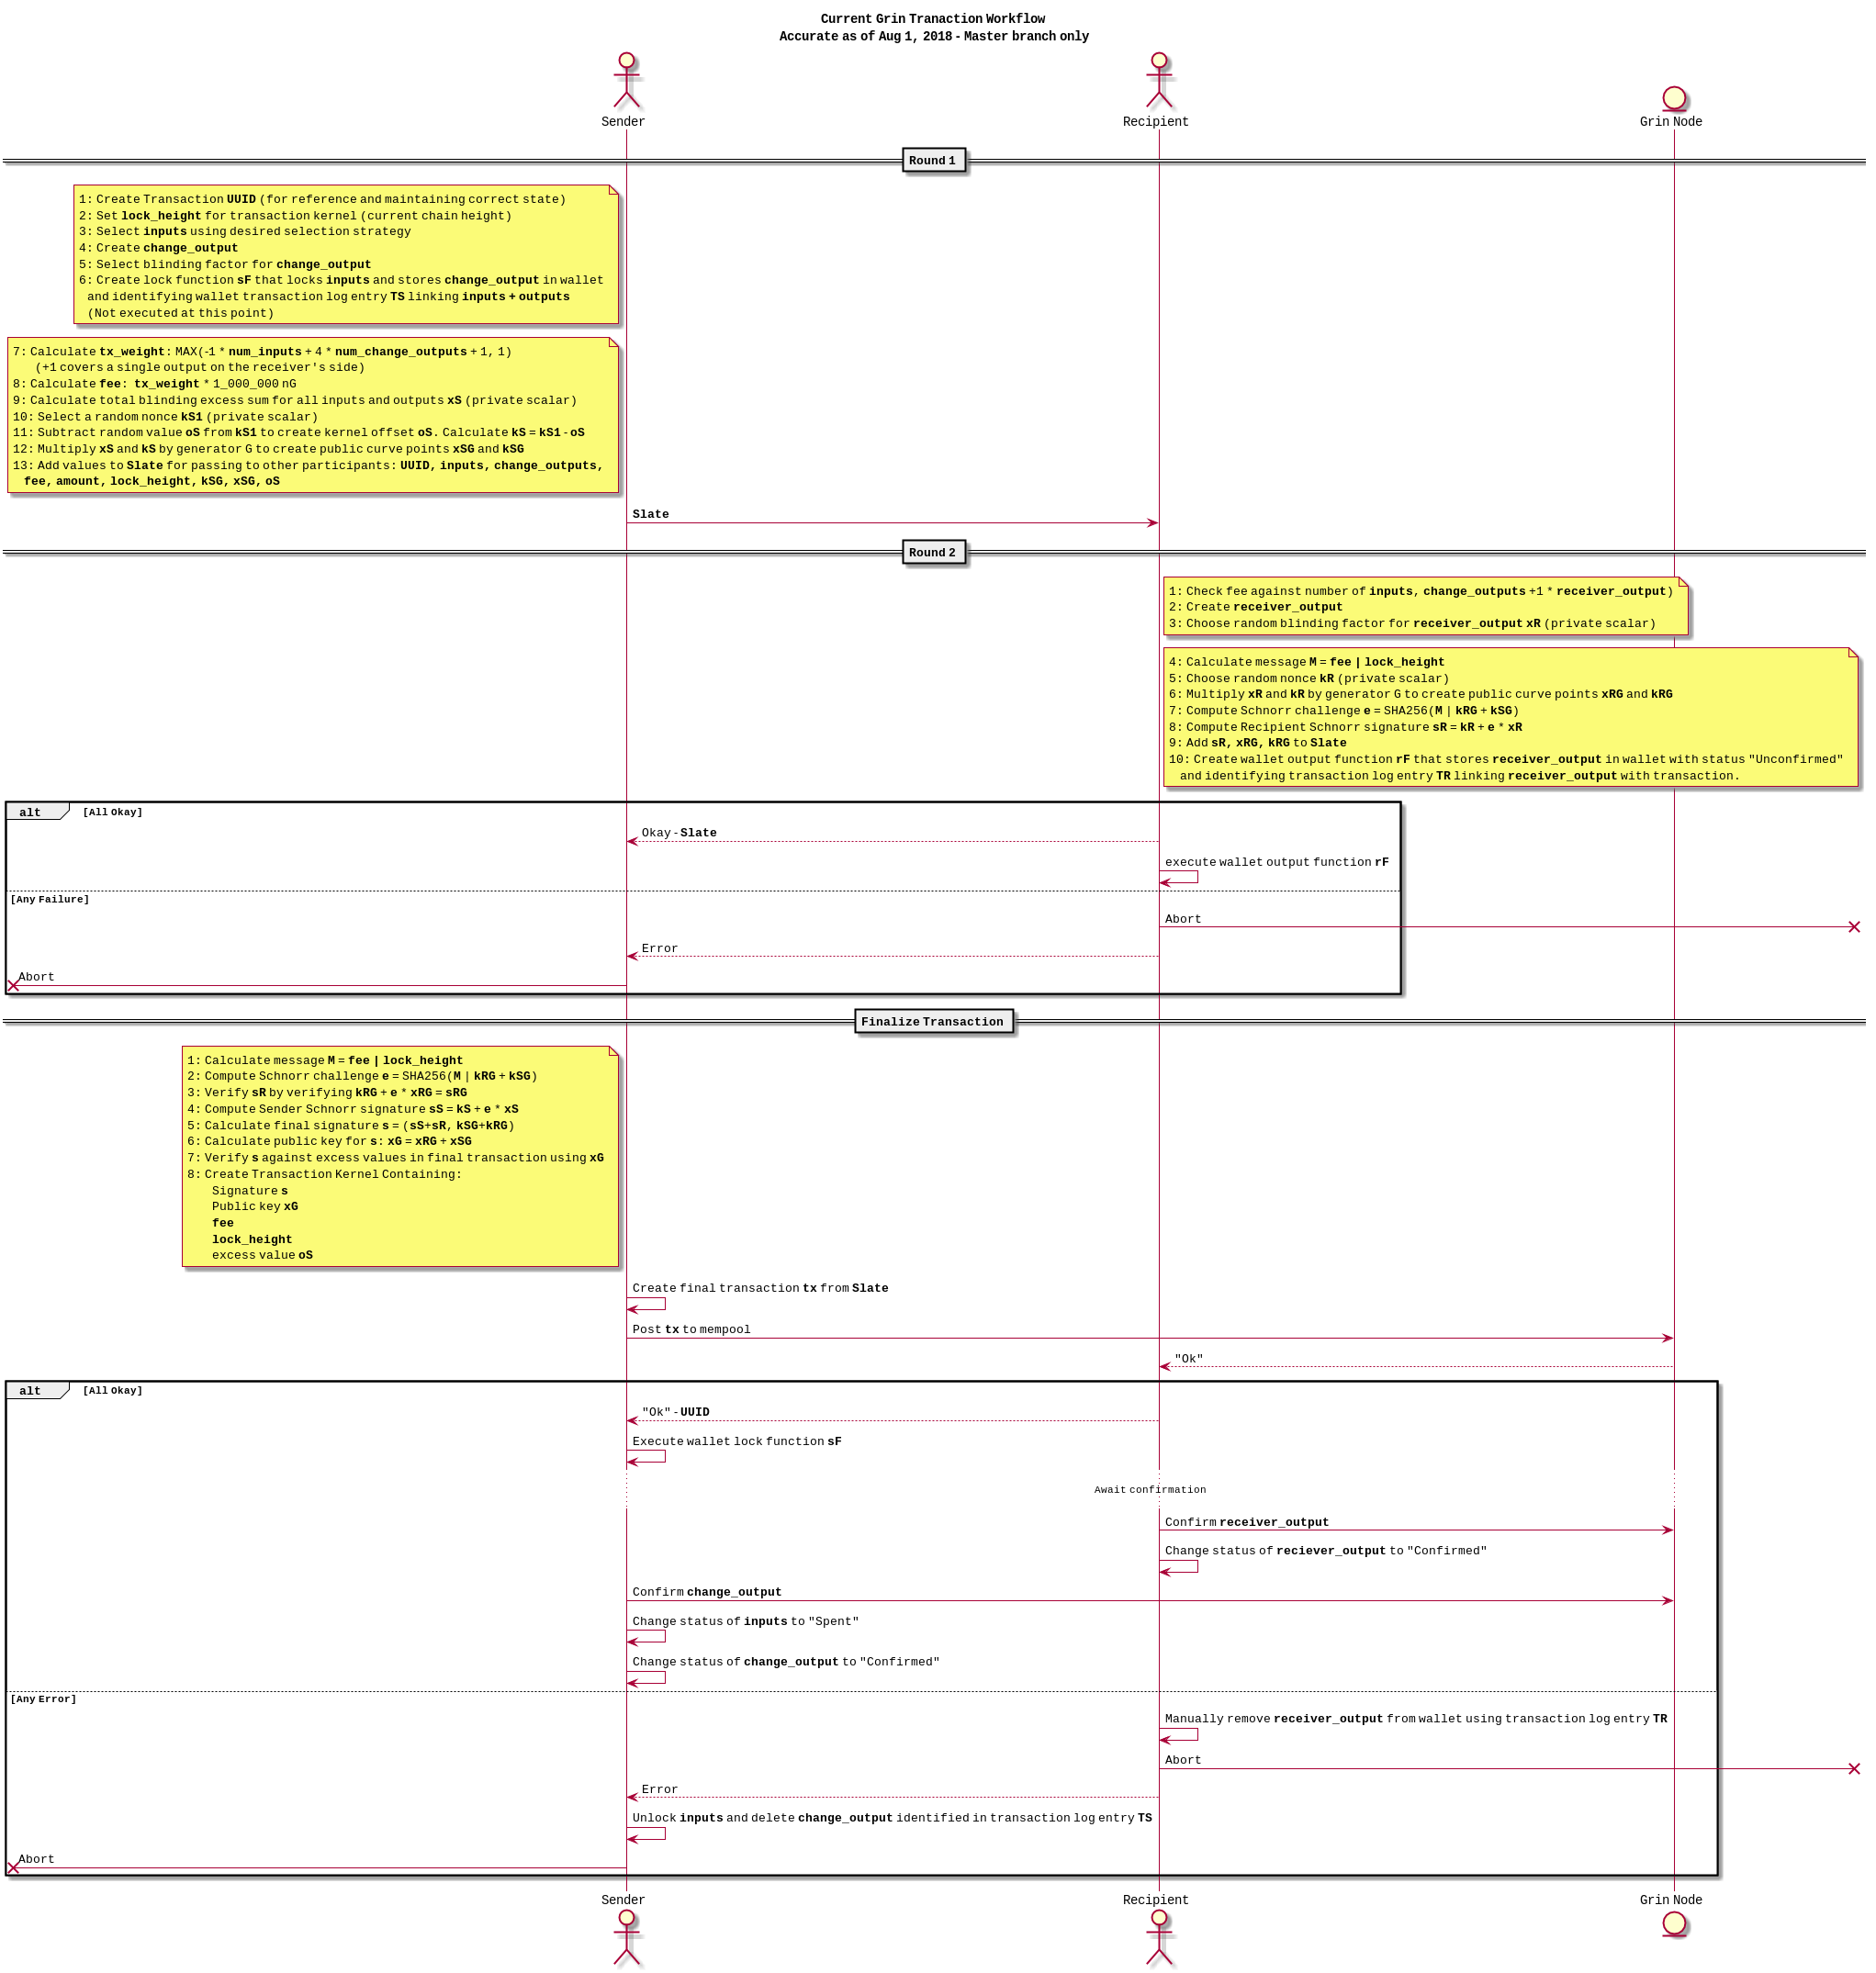 Current Grin Tranaction Workflow
Accurate as of Aug 1, 2018 - Master branch only
Sender
Recipient
Grin Node
Round 1
1: Create Transaction UUID (for reference and maintaining correct state)
2: Set lock_height for transaction kernel (current chain height)
3: Select inputs using desired selection strategy
4: Create change_output
5: Select blinding factor for change_output
6: Create lock function sF that locks inputs and stores change_output in wallet
and identifying wallet transaction log entry TS linking inputs + outputs
(Not executed at this point)
7: Calculate tx_weight: MAX(-1 * num_inputs + 4 * num_change_outputs + 1, 1)
(+1 covers a single output on the receiver's side)
8: Calculate fee: tx_weight * 1_000_000 nG
9: Calculate total blinding excess sum for all inputs and outputs xS (private scalar)
10: Select a random nonce kS1 (private scalar)
11: Subtract random value oS from kS1 to create kernel offset oS. Calculate kS = kS1 - oS
12: Multiply xS and kS by generator G to create public curve points xSG and kSG
13: Add values to Slate for passing to other participants: UUID, inputs, change_outputs,
fee, amount, lock_height, kSG, xSG, oS
Slate
Round 2
1: Check fee against number of inputs, change_outputs +1 * receiver_output)
2: Create receiver_output
3: Choose random blinding factor for receiver_output xR (private scalar)
4: Calculate message M = fee | lock_height
5: Choose random nonce kR (private scalar)
6: Multiply xR and kR by generator G to create public curve points xRG and kRG
7: Compute Schnorr challenge e = SHA256(M | kRG + kSG)
8: Compute Recipient Schnorr signature sR = kR + e * xR
9: Add sR, xRG, kRG to Slate
10: Create wallet output function rF that stores receiver_output in wallet with status "Unconfirmed"
and identifying transaction log entry TR linking receiver_output with transaction.
alt [All Okay]
Okay - Slate
execute wallet output function rF
[Any Failure]
Abort
Error
Abort
Finalize Transaction
1: Calculate message M = fee | lock_height
2: Compute Schnorr challenge e = SHA256(M | kRG + kSG)
3: Verify sR by verifying kRG + e * xRG = sRG
4: Compute Sender Schnorr signature sS = kS + e * xS
5: Calculate final signature s = (sS+sR, kSG+kRG)
6: Calculate public key for s: xG = xRG + xSG
7: Verify s against excess values in final transaction using xG
8: Create Transaction Kernel Containing:
Signature s
Public key xG
fee
lock_height
excess value oS
Create final transaction tx from Slate
Post tx to mempool
"Ok"
alt [All Okay]
"Ok" - UUID
Execute wallet lock function sF
Await confirmation
Confirm receiver_output
Change status of reciever_output to "Confirmed"
Confirm change_output
Change status of inputs to "Spent"
Change status of change_output to "Confirmed"
[Any Error]
Manually remove receiver_output from wallet using transaction log entry TR
Abort
Error
Unlock inputs and delete change_output identified in transaction log entry TS
Abort
Sender
Recipient
Grin Node